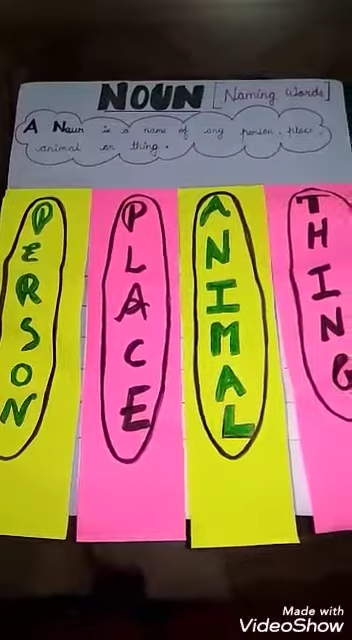 NOUN [Naming Words]
A Noun is a name of any person, place,
animal or thing.
PERSON
PLACE
ANIMAL
THING
Made with
VideoShow